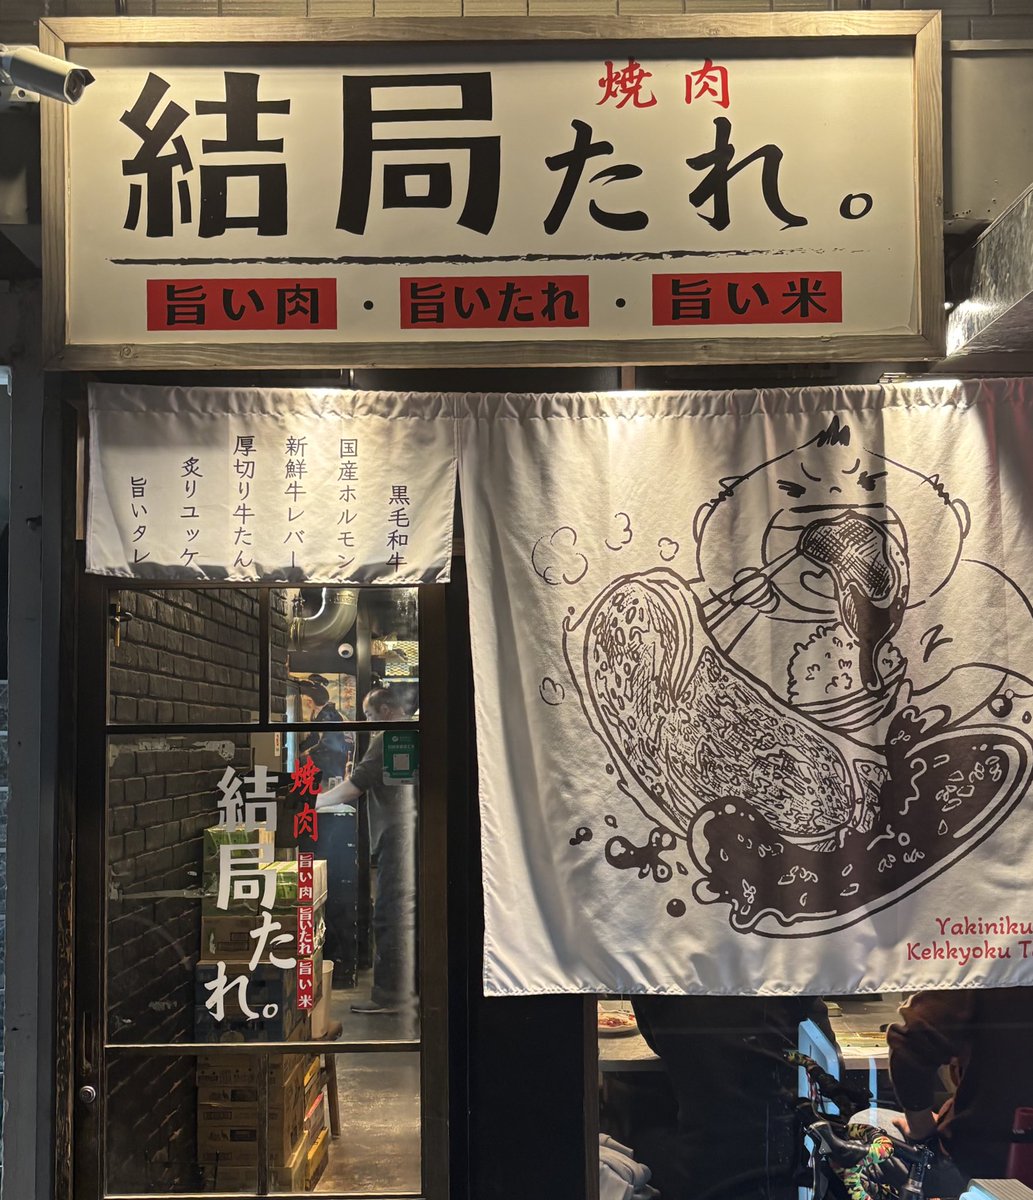 焼肉
結局たれ。
旨い肉・旨いたれ・旨い米
黒毛和牛
国産ホルモン
新鮮牛レバー
厚切り牛たん
炙りユッケ
旨いタレ
焼肉
結局たれ。
旨い肉 旨いたれ 旨い米
Yakiniku
Kekkyoku